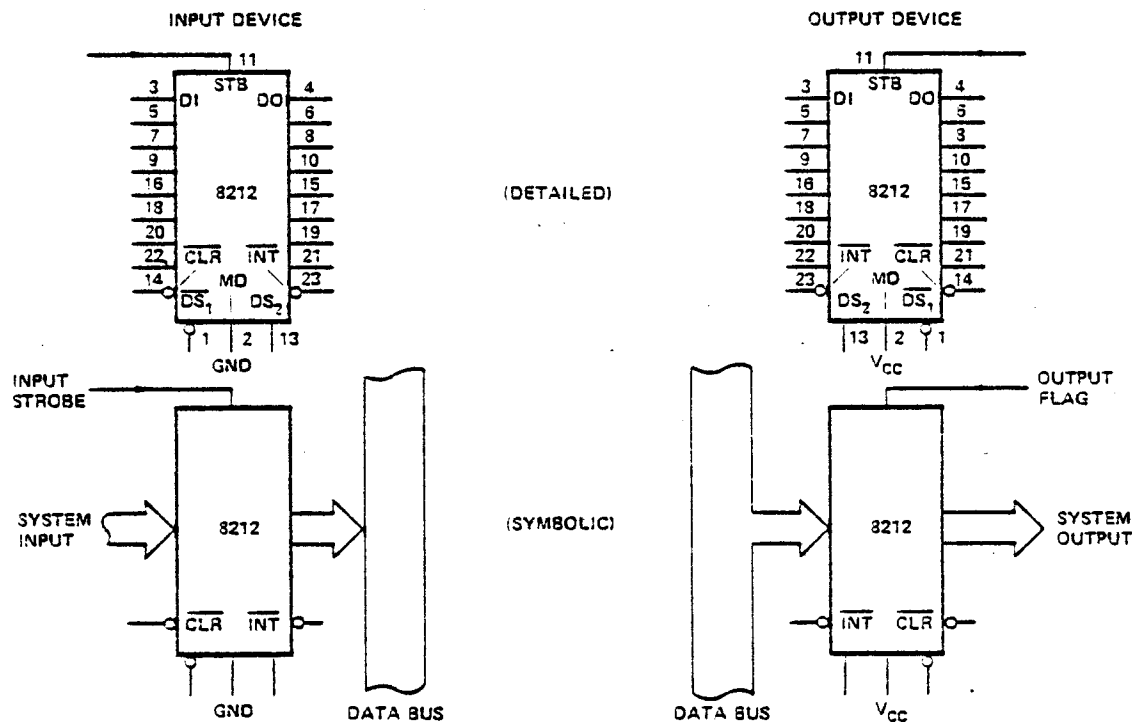 INPUT DEVICE
OUTPUT DEVICE
11
STB
3 DI DO 4
5 6
7 8
9 10
16 8212 15
18 17
20 19
22 CLR INT 21
14 MD 23
DS1 DS2
1 2 13
GND
(DETAILED)
11
STB
3 DI DO 4
5 6
7 8
9 10
16 8212 15
18 17
20 19
22 INT CLR 21
23 MD 14
DS2 DS1
13 2 1
VCC
INPUT
STROBE
OUTPUT
FLAG
SYSTEM
INPUT
8212
(SYMBOLIC)
8212
SYSTEM
OUTPUT
CLR INT
INT CLR
GND
DATA BUS
DATA BUS
VCC